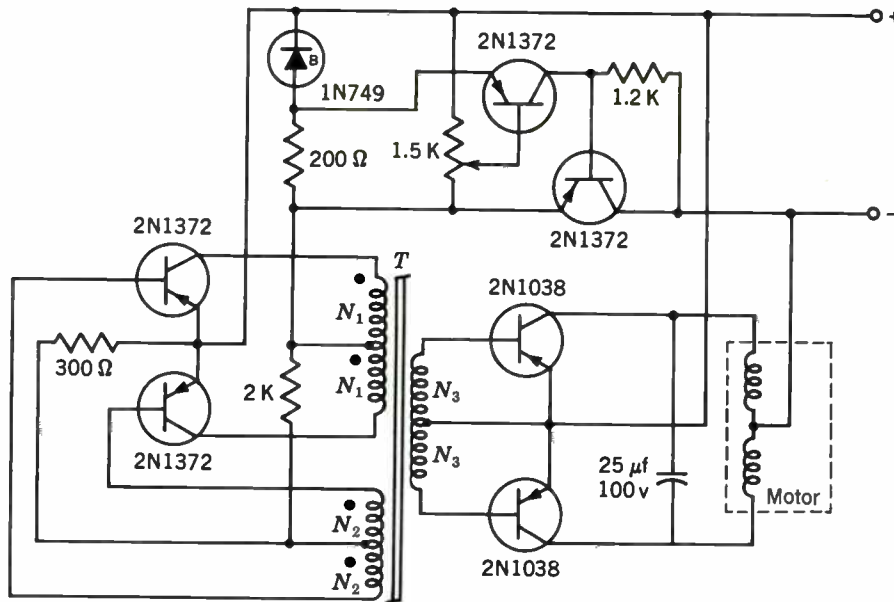 +
2N1372
B
1N749
1.2 K
1.5 K
200 Ω
2N1372
−
2N1372
T
2N1038
N₁
300 Ω
N₁
2 K
N₃
N₃
2N1372
25 μf
100 v
Motor
N₂
N₂
2N1038